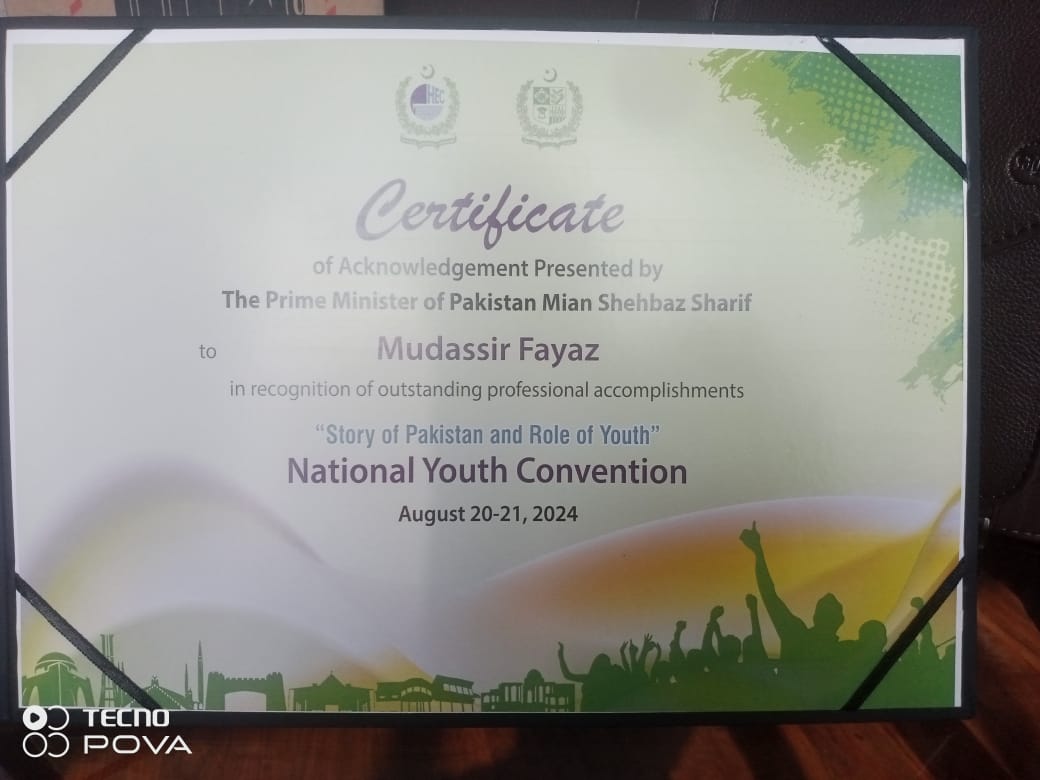 HEC
Certificate
of Acknowledgement Presented by
The Prime Minister of Pakistan Mian Shehbaz Sharif
to Mudassir Fayaz
in recognition of outstanding professional accomplishments
“Story of Pakistan and Role of Youth”
National Youth Convention
August 20-21, 2024
TECNO
POVA